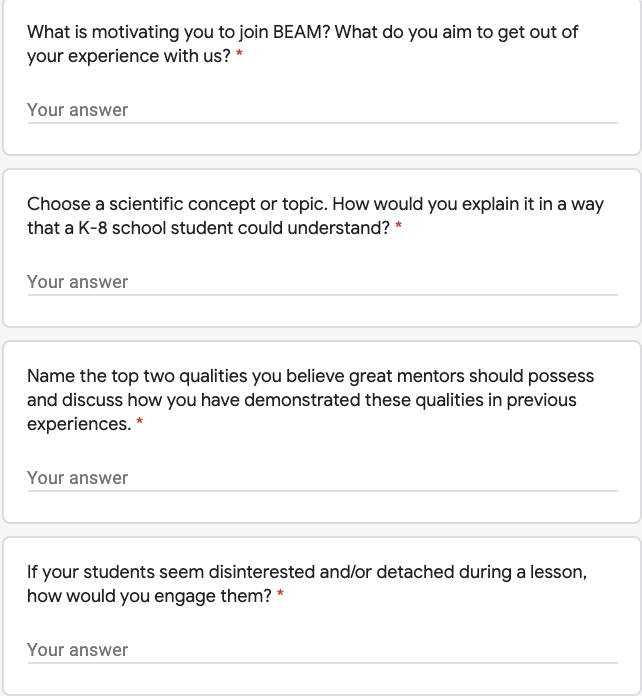 What is motivating you to join BEAM? What do you aim to get out of
your experience with us? *
Your answer
Choose a scientific concept or topic. How would you explain it in a way
that a K-8 school student could understand? *
Your answer
Name the top two qualities you believe great mentors should possess
and discuss how you have demonstrated these qualities in previous
experiences. *
Your answer
If your students seem disinterested and/or detached during a lesson,
how would you engage them? *
Your answer